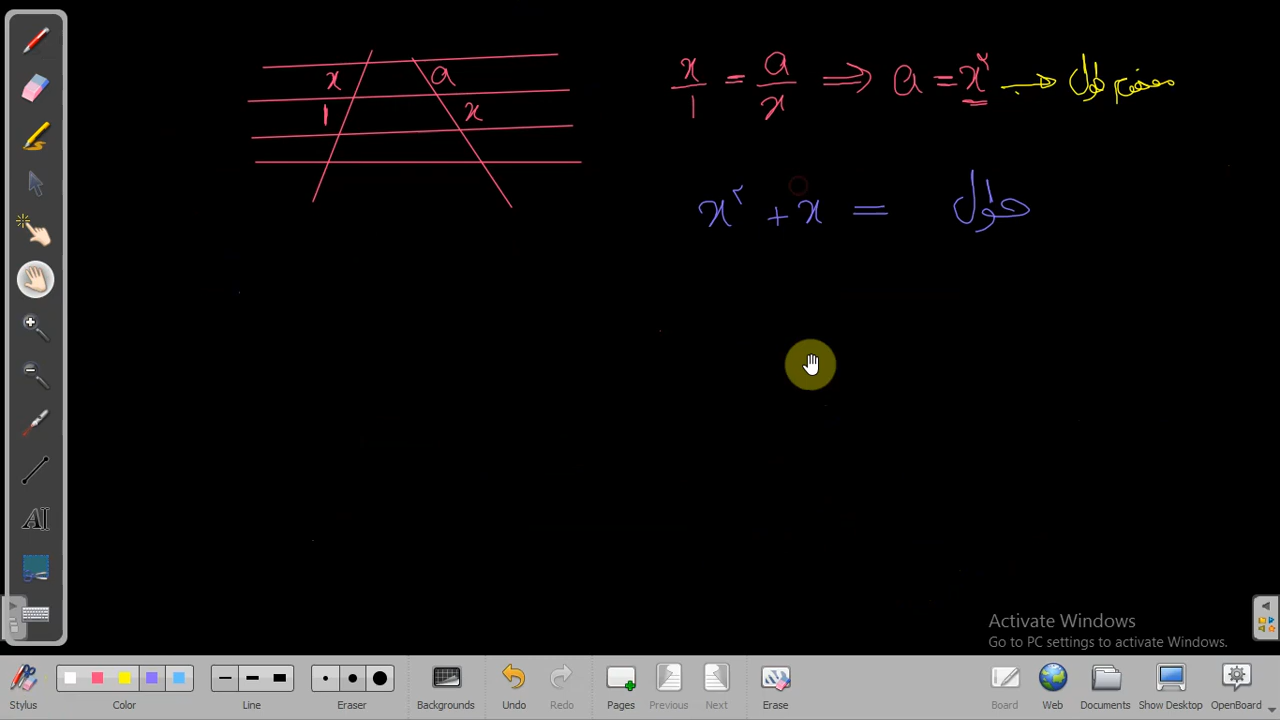 x
a
1
x
x/1 = a/x ⇒ a = x² → طول
x² + x = طول
Activate Windows
Go to PC settings to activate Windows.
Stylus
Color
Line
Eraser
Backgrounds
Undo
Redo
Pages
Previous
Next
Erase
Board
Web
Documents
Show Desktop
OpenBoard